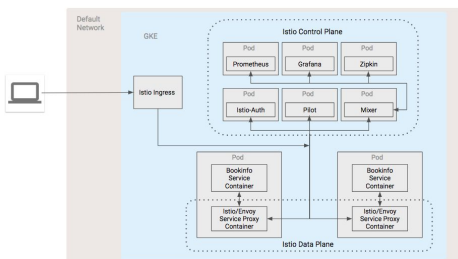 Default
Network
GKE
Istio Control Plane
Pod
Prometheus
Pod
Grafana
Pod
Zipkin
Istio Ingress
Pod
Istio-Auth
Pod
Pilot
Pod
Mixer
Pod
Bookinfo
Service
Container
Istio/Envoy
Service Proxy
Container
Pod
Bookinfo
Service
Container
Istio/Envoy
Service Proxy
Container
Istio Data Plane